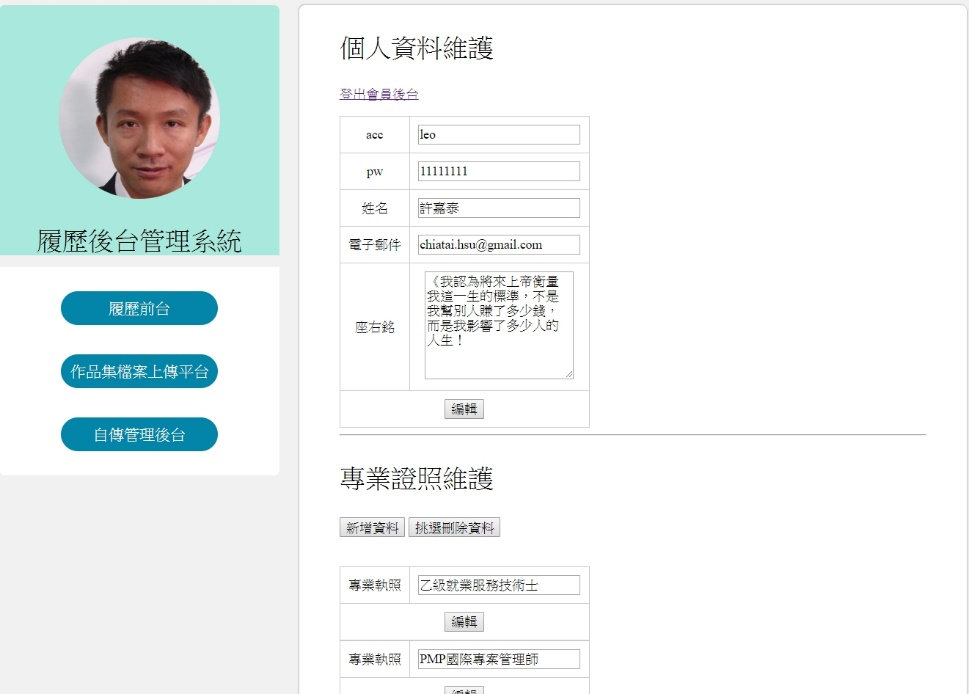 履歷後台管理系統
履歷前台
作品集檔案上傳平台
自傳管理後台
個人資料維護
登出會員後台
acc leo
pw 11111111
姓名 許嘉泰
電子郵件 chiatai.hsu@gmail.com
座右銘
《我認為將來上帝衡量
我這一生的標準，不是
我幫別人賺了多少錢，
而是我影響了多少人的
人生！
編輯
專業證照維護
新增資料 挑選刪除資料
專業執照 乙級就業服務技術士
編輯
專業執照 PMP國際專案管理師
編輯